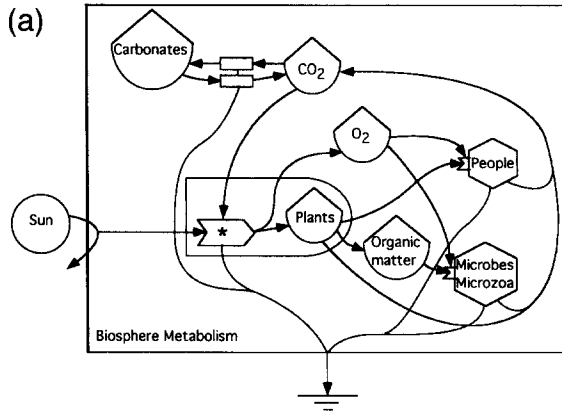 (a)
Carbonates
CO2
O2
People
Sun
*
Plants
Organic
matter
Microbes
Microzoa
Biosphere Metabolism